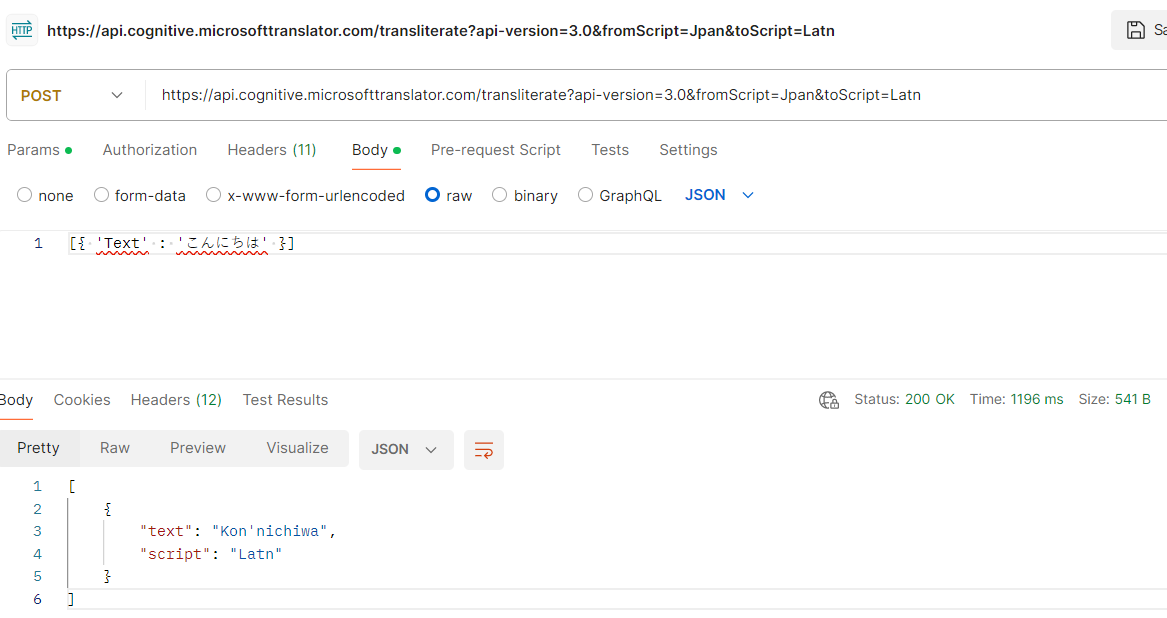 HTTP https://api.cognitive.microsofttranslator.com/transliterate?api-version=3.0&fromScript=Jpan&toScript=Latn
POST https://api.cognitive.microsofttranslator.com/transliterate?api-version=3.0&fromScript=Jpan&toScript=Latn
Params Authorization Headers (11) Body Pre-request Script Tests Settings
none form-data x-www-form-urlencoded raw binary GraphQL JSON
1 [{ 'Text' : 'こんにちは' }]
Body Cookies Headers (12) Test Results Status: 200 OK Time: 1196 ms Size: 541 B
Pretty Raw Preview Visualize JSON
1 [
2 {
3 "text": "Kon'nichiwa",
4 "script": "Latn"
5 }
6 ]